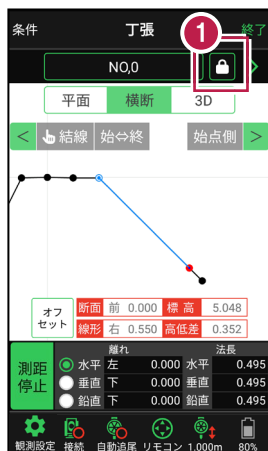 条件 丁張 終了
1
NO,0
平面 横断 3D
< 結線 始⇔終 始点側 >
オフセット 断面 前 0.000 標高 5.048
線形 右 0.550 高低差 0.352
離れ 法長
測距停止 水平 左 0.000 水平 0.495
垂直 下 0.000 垂直 0.495
鉛直 下 0.000 鉛直 0.495
観測設定 接続 自動追尾 リモコン 1.000m 80%